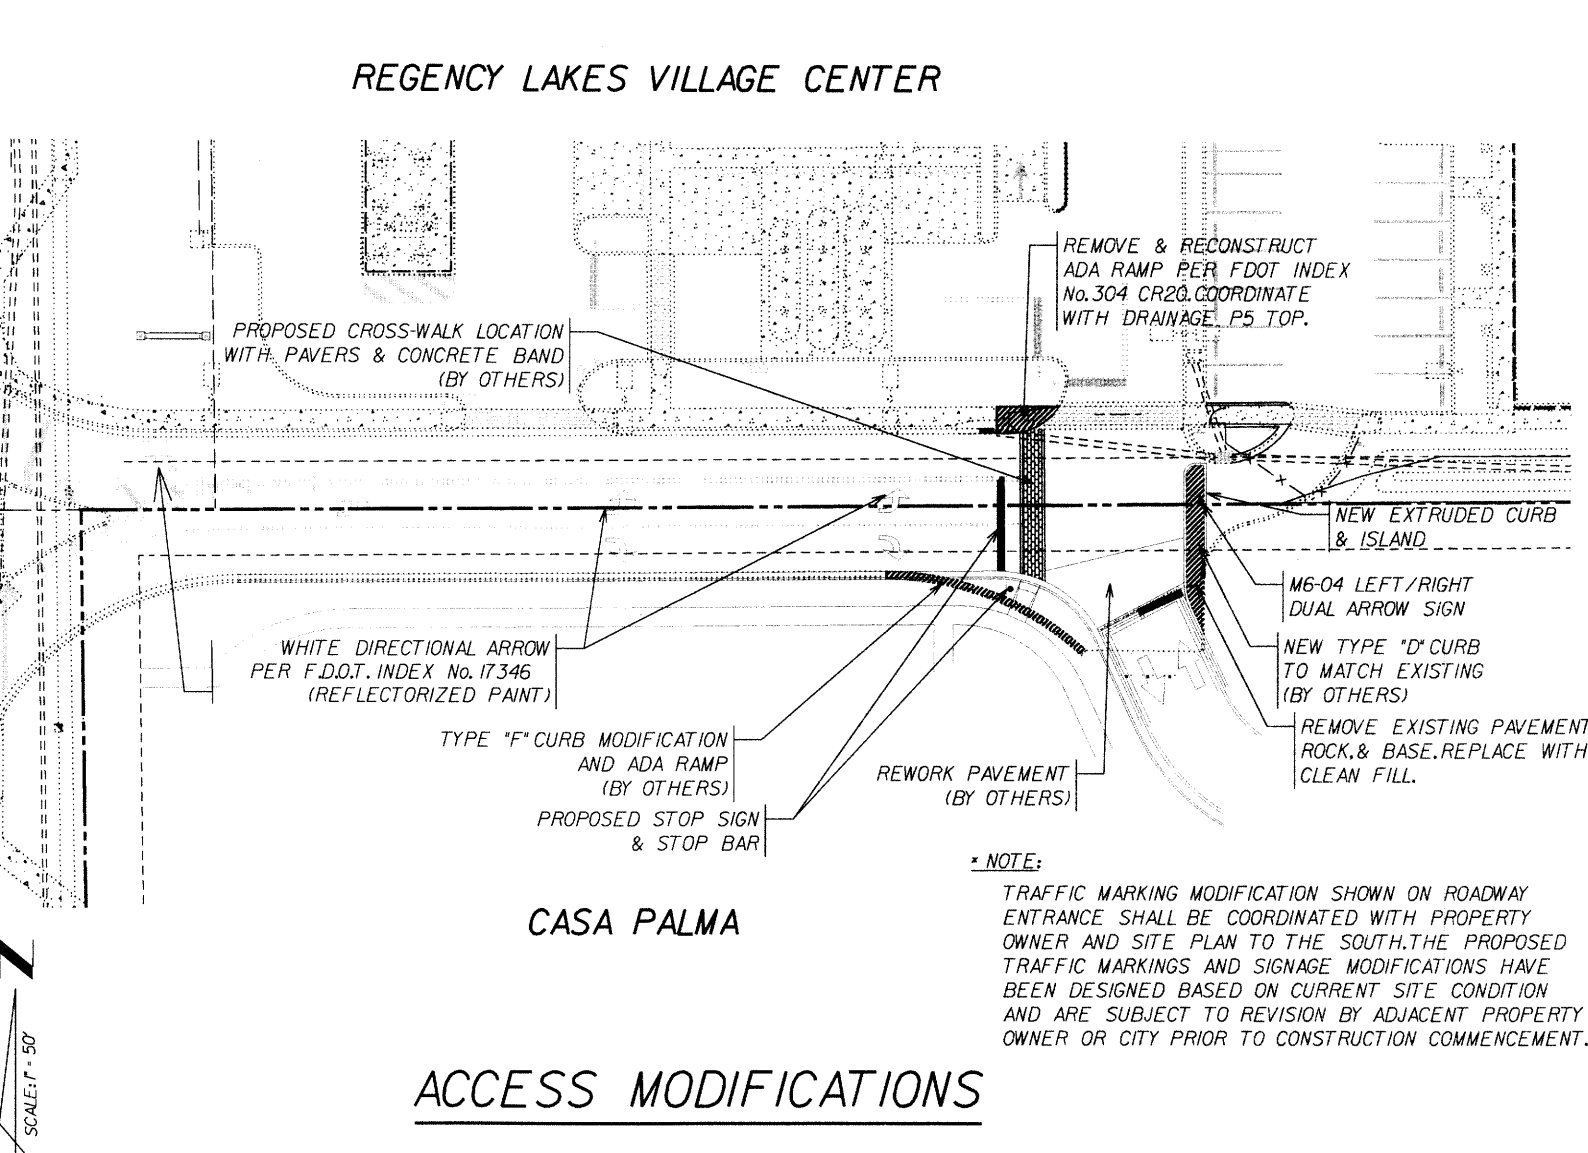 REGENCY LAKES VILLAGE CENTER
REMOVE & RECONSTRUCT
ADA RAMP PER FDOT INDEX
No. 304 CR20. COORDINATE
WITH DRAINAGE P5 TOP.
PROPOSED CROSS-WALK LOCATION
WITH PAVERS & CONCRETE BAND
(BY OTHERS)
NEW EXTRUDED CURB
& ISLAND
M6-04 LEFT/RIGHT
DUAL ARROW SIGN
WHITE DIRECTIONAL ARROW
PER F.D.O.T. INDEX No. 17346
(REFLECTORIZED PAINT)
NEW TYPE "D" CURB
TO MATCH EXISTING
(BY OTHERS)
REMOVE EXISTING PAVEMENT
ROCK, & BASE. REPLACE WITH
CLEAN FILL.
TYPE "F" CURB MODIFICATION
AND ADA RAMP
(BY OTHERS)
REWORK PAVEMENT
(BY OTHERS)
PROPOSED STOP SIGN
& STOP BAR
* NOTE:
TRAFFIC MARKING MODIFICATION SHOWN ON ROADWAY
ENTRANCE SHALL BE COORDINATED WITH PROPERTY
OWNER AND SITE PLAN TO THE SOUTH. THE PROPOSED
TRAFFIC MARKINGS AND SIGNAGE MODIFICATIONS HAVE
BEEN DESIGNED BASED ON CURRENT SITE CONDITION
AND ARE SUBJECT TO REVISION BY ADJACENT PROPERTY
OWNER OR CITY PRIOR TO CONSTRUCTION COMMENCEMENT.
CASA PALMA
SCALE: 1" = 50'
ACCESS MODIFICATIONS